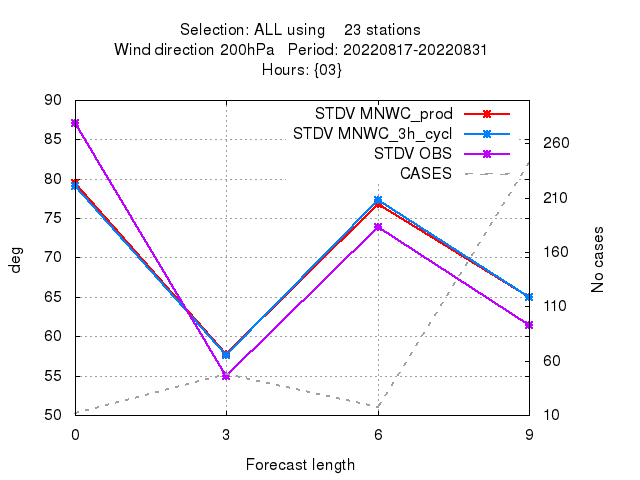 Selection: ALL using 23 stations
Wind direction 200hPa Period: 20220817-20220831
Hours: {03}
STDV MNWC_prod
STDV MNWC_3h_cycl
STDV OBS
CASES
deg
90
85
80
75
70
65
60
55
50
260
210
160
110
60
10
No cases
0 3 6 9
Forecast length